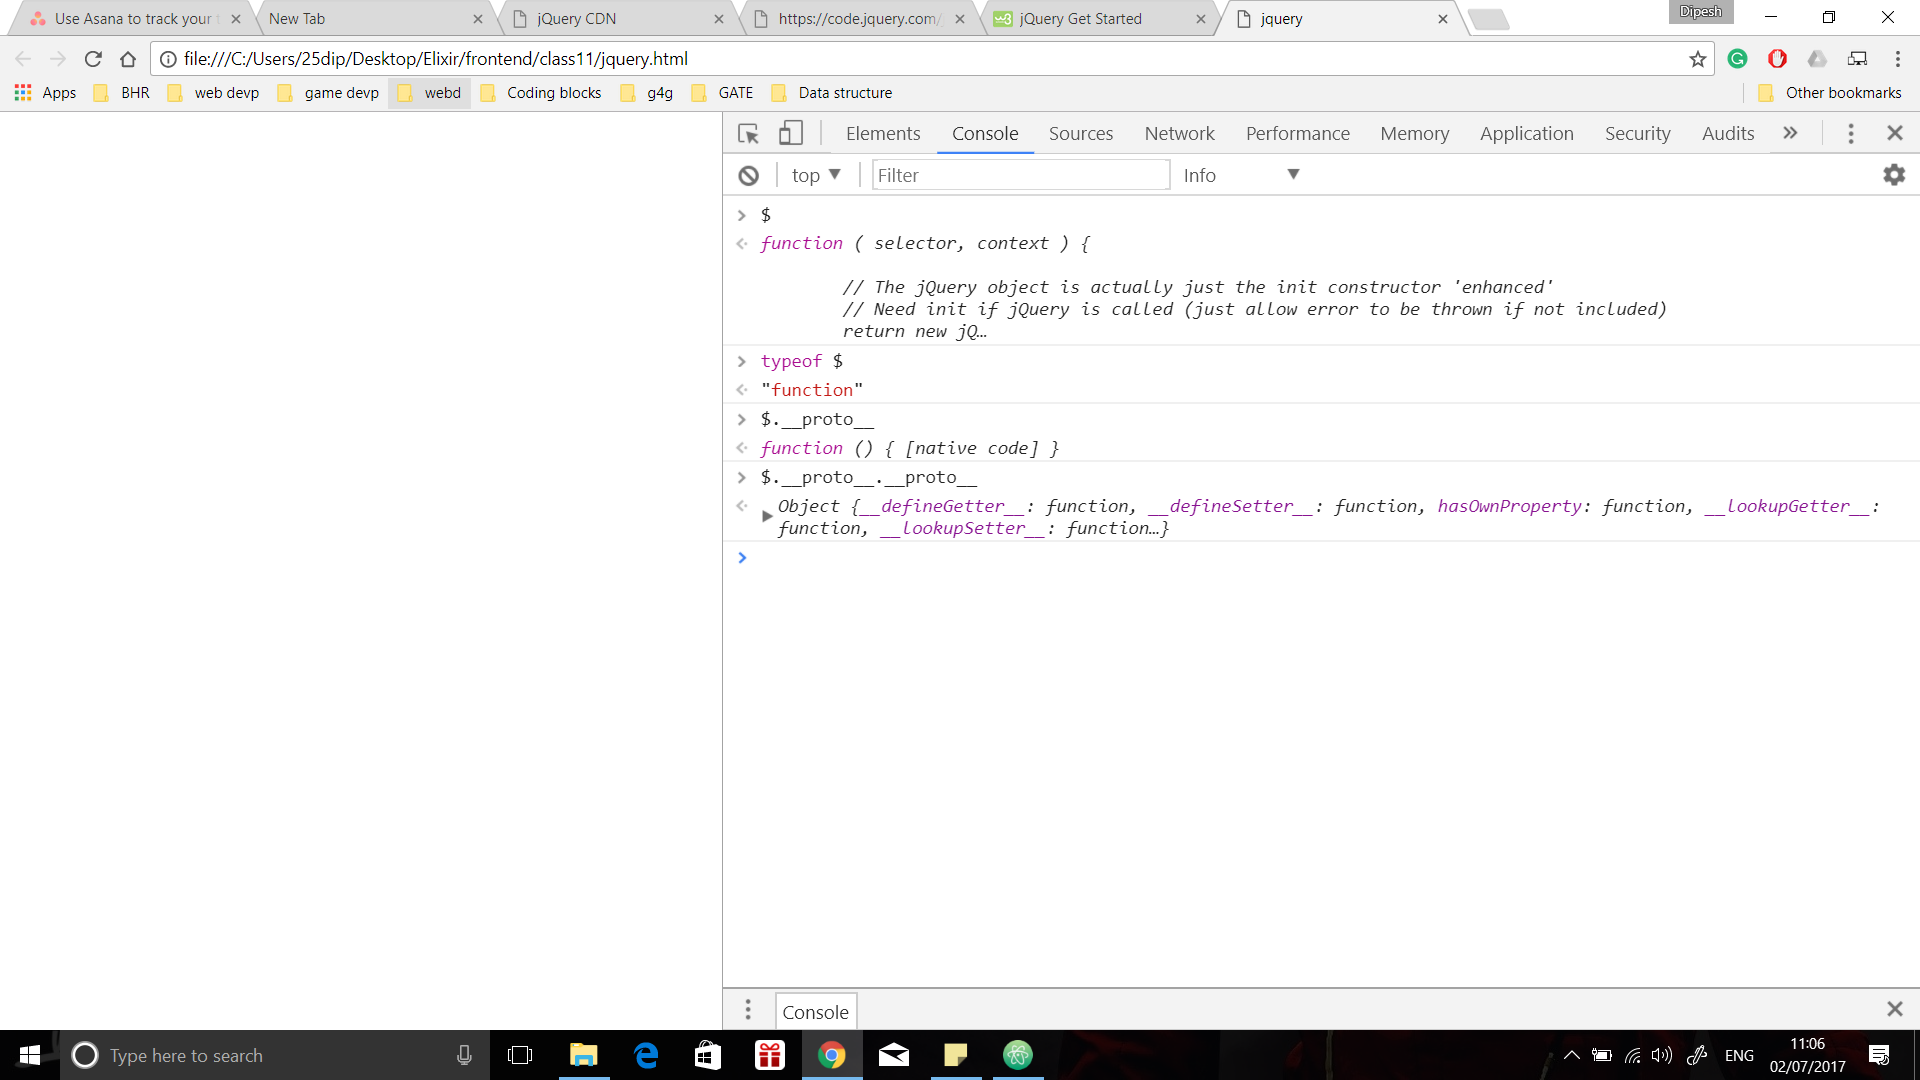 Use Asana to track your t
New Tab
jQuery CDN
https://code.jquery.com/
jQuery Get Started
jquery
Dipesh
file:///C:/Users/25dip/Desktop/Elixir/frontend/class11/jquery.html
Apps BHR web devp game devp webd Coding blocks g4g GATE Data structure Other bookmarks
Elements Console Sources Network Performance Memory Application Security Audits
top Filter Info
$
function ( selector, context ) {
// The jQuery object is actually just the init constructor 'enhanced'
// Need init if jQuery is called (just allow error to be thrown if not included)
return new jQ…
typeof $
"function"
$.__proto__
function () { [native code] }
$.__proto__.__proto__
Object {__defineGetter__: function, __defineSetter__: function, hasOwnProperty: function, __lookupGetter__:
function, __lookupSetter__: function…}
Console
Type here to search
ENG
11:06
02/07/2017